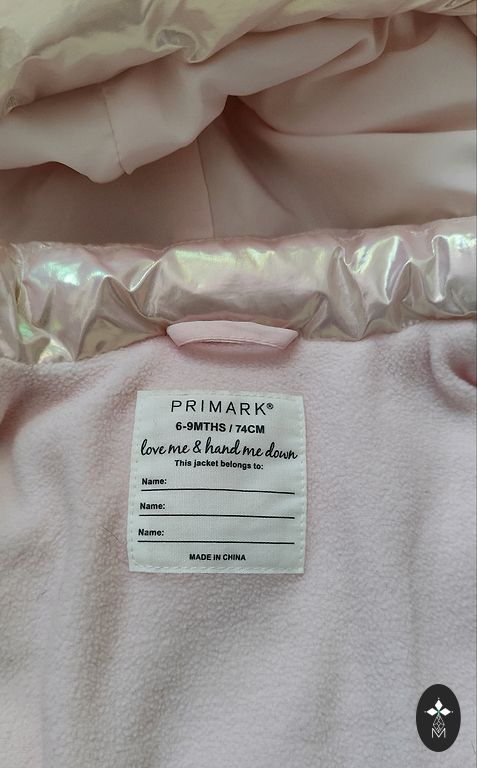 PRIMARK®
6-9MTHS / 74CM
love me & hand me down
This jacket belongs to:
Name:
Name:
Name:
MADE IN CHINA
M